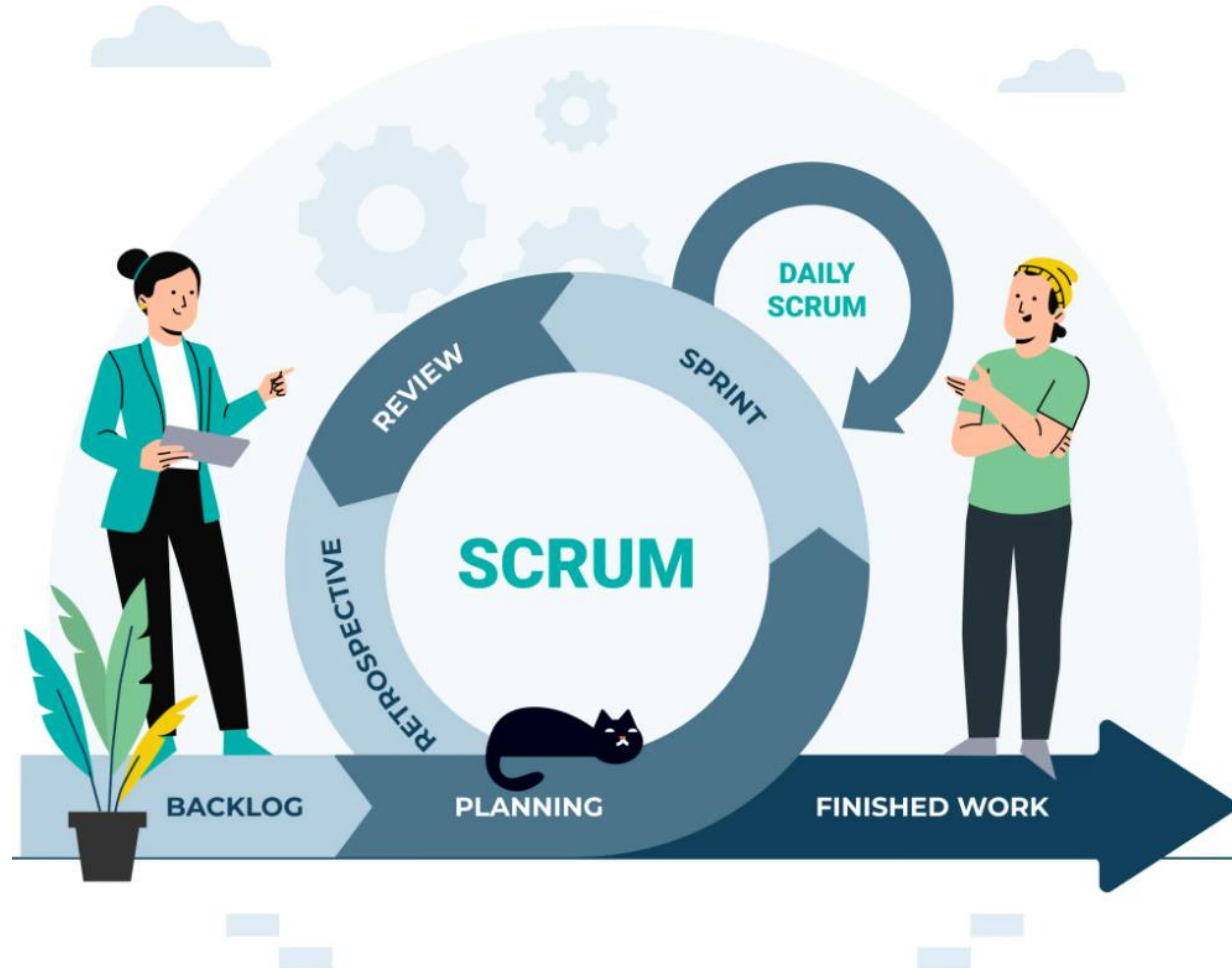 DAILY
SCRUM
REVIEW
SPRINT
SCRUM
RETROSPECTIVE
BACKLOG
PLANNING
FINISHED WORK